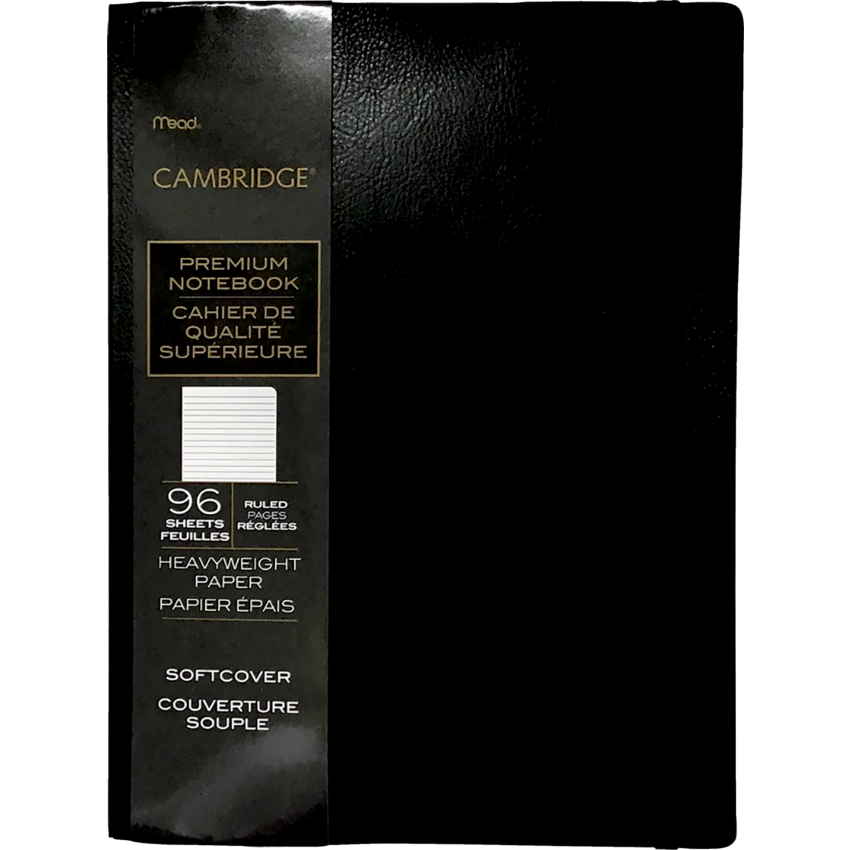 Mead®
CAMBRIDGE®
PREMIUM
NOTEBOOK
CAHIER DE
QUALITÉ
SUPÉRIEURE
96
SHEETS
FEUILLES
RULED
PAGES
RÉGLÉES
HEAVYWEIGHT
PAPER
PAPIER ÉPAIS
SOFTCOVER
COUVERTURE
SOUPLE